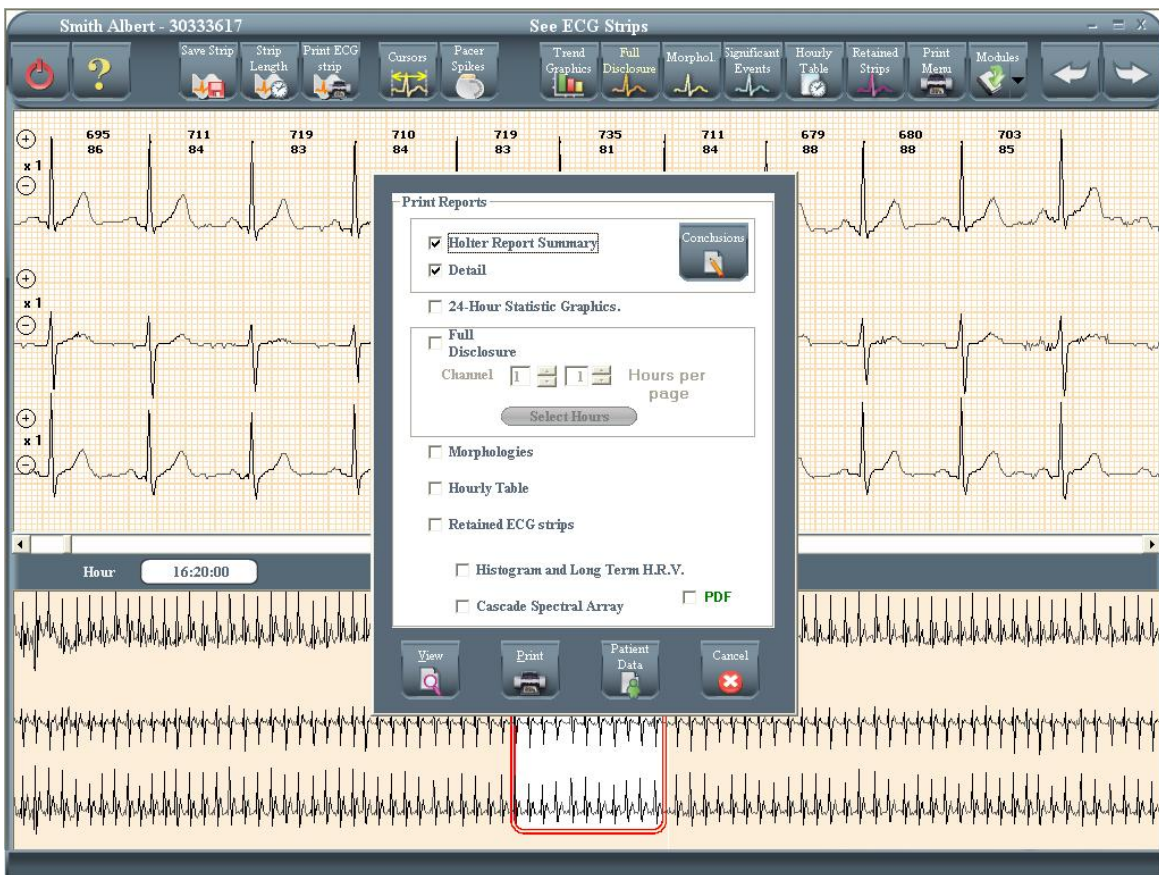 Smith Albert - 30333617 See ECG Strips
Save Strip
Strip Length
Print ECG strip
Cursors
Pacer Spikes
Trend Graphics
Full Disclosure
Morphol.
Significant Events
Hourly Table
Retained Strips
Print Menu
Modules
695 711 719 710 719 735 711 679 680 703
86 84 83 84 83 81 84 88 88 85
x 1
x 1
x 1
Print Reports
Holter Report Summary
Conclusions
Detail
24-Hour Statistic Graphics.
Full
Disclosure
Channel 1 1 Hours per
page
Select Hours
Morphologies
Hourly Table
Retained ECG strips
Histogram and Long Term H.R.V.
Cascade Spectral Array PDF
View
Print
Patient
Data
Cancel
Hour 16:20:00